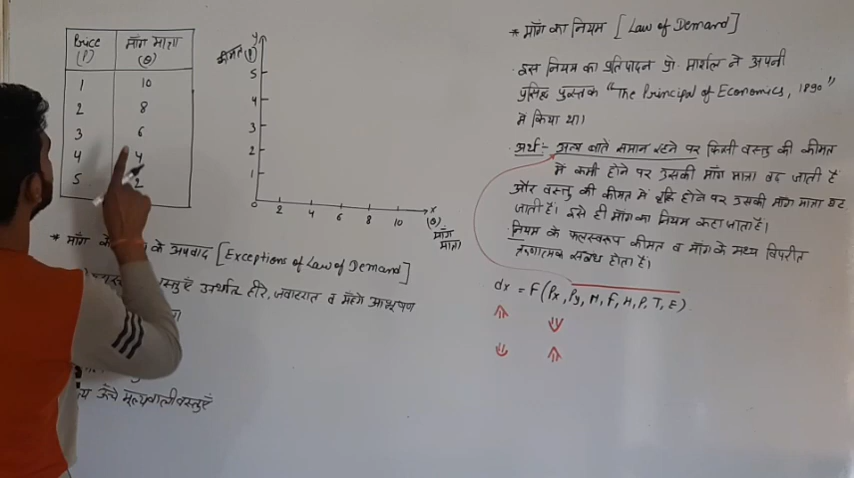 Price (P) | माँग मात्रा (Q)
1 | 10
2 | 8
3 | 6
4 | 4
5 | 2
कीमत (P)
y
5
4
3
2
1
0 2 4 6 8 10 x
(Q)
माँग मात्रा
* माँग के
के अपवाद [Exceptions of Law of Demand]
वस्तुएँ अर्थात हीरे, जवारात व मँहगे आभूषण
ऊँचे मूल्यवाली वस्तुएँ
* माँग का नियम [Law of Demand]
इस नियम का प्रतिपादन प्रो. मार्शल ने अपनी
प्रसिद्ध पुस्तक "The Principal of Economics, 1890"
में किया था।
अर्थ:- अन्य बाते समान रहने पर किसी वस्तु की कीमत
में कमी होने पर उसकी माँग मात्रा बढ़ जाती है
और वस्तु की कीमत में वृद्धि होने पर उसकी माँग मात्रा घट
जाती है। इसे ही माँग का नियम कहा जाता है।
नियम के फलस्वरूप कीमत व माँग के मध्य विपरीत
ऋणात्मक संबंध होता है।
dx = F(Px, Py, M, F, H, P, T, E)